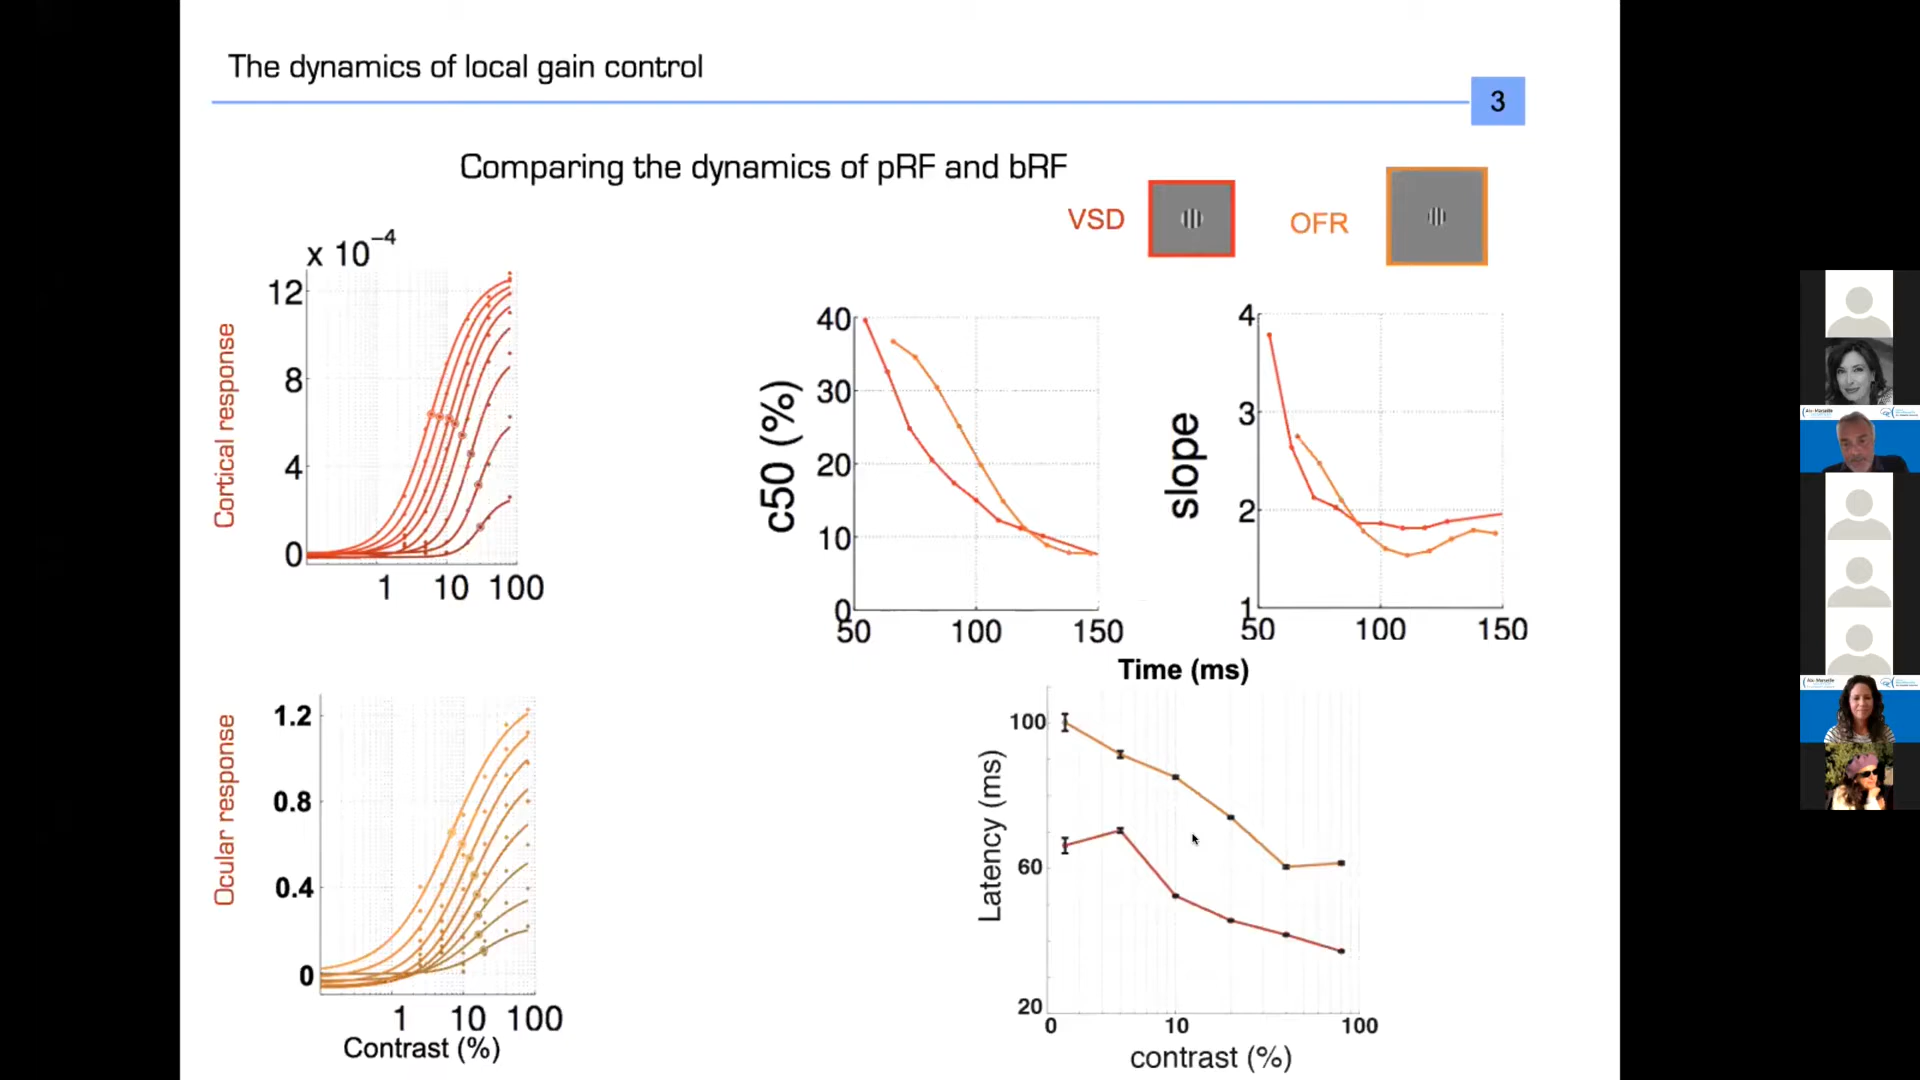 The dynamics of local gain control
3
Comparing the dynamics of pRF and bRF
VSD
OFR
x 10⁻⁴
12
8
4
0
1 10 100
Cortical response
40
30
20
10
0
50 100 150
c50 (%)
4
3
2
1
50 100 150
slope
Time (ms)
1.2
0.8
0.4
0
1 10 100
Contrast (%)
Ocular response
100
60
20
0 10 100
Latency (ms)
contrast (%)